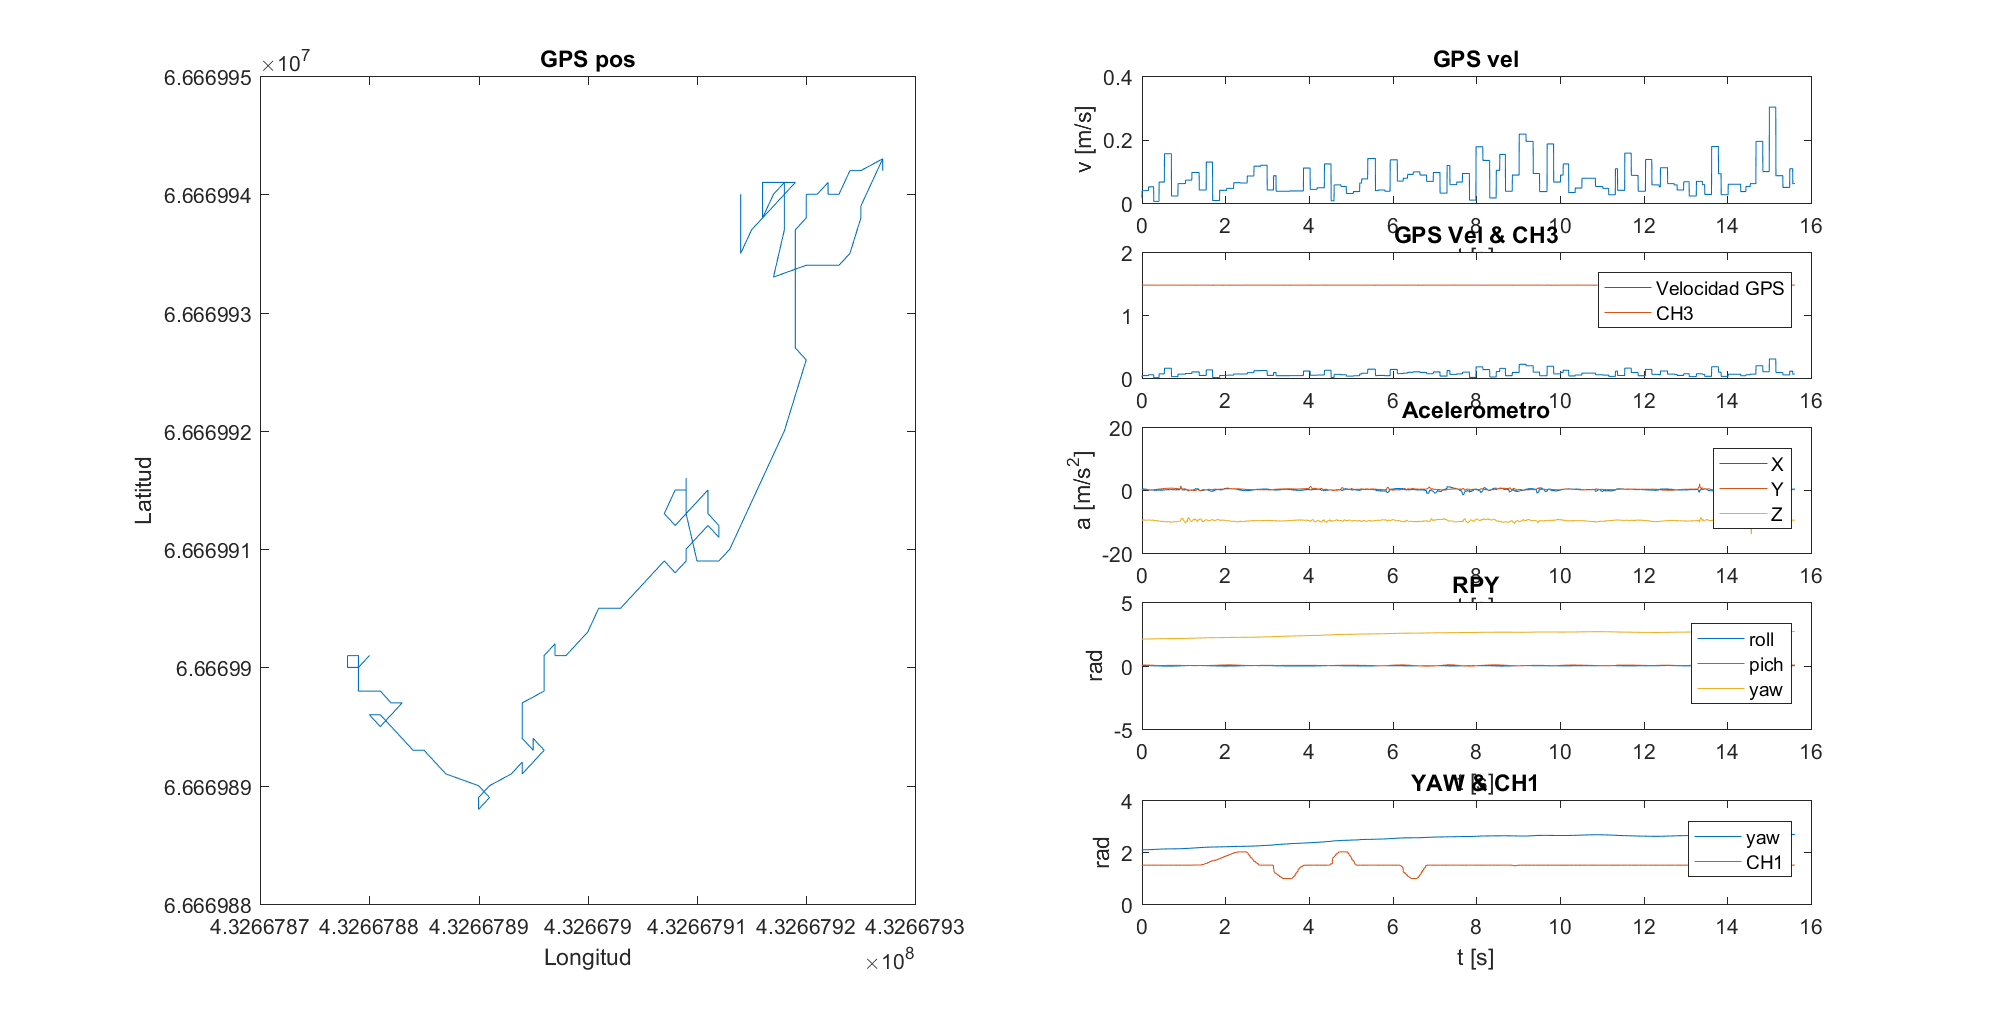 GPS pos
×10^7
6.666995
6.666994
6.666993
6.666992
6.666991
6.66699
6.666989
6.666988
Latitud
4.3266787 4.3266788 4.3266789 4.326679 4.3266791 4.3266792 4.3266793
Longitud
×10^8
GPS vel
0.4
0.2
0
v [m/s]
0 2 4 6 8 10 12 14 16
GPS Vel & CH3
2
1
0
Velocidad GPS
CH3
0 2 4 6 8 10 12 14 16
Acelerometro
20
0
-20
a [m/s^2]
X
Y
Z
0 2 4 6 8 10 12 14 16
RPY
5
0
-5
rad
roll
pich
yaw
0 2 4 6 8 10 12 14 16
t [s]
YAW & CH1
4
2
0
rad
yaw
CH1
0 2 4 6 8 10 12 14 16
t [s]